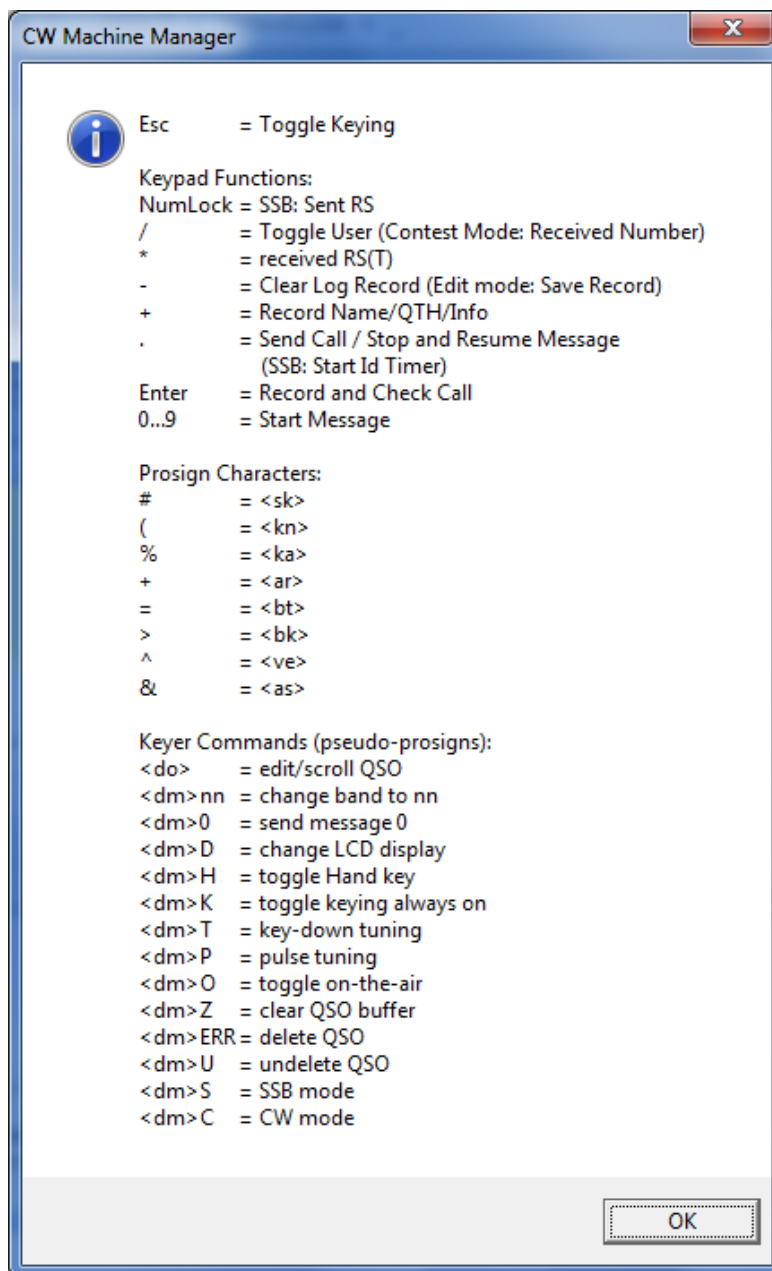 CW Machine Manager
Esc = Toggle Keying
Keypad Functions:
NumLock = SSB: Sent RS
/ = Toggle User (Contest Mode: Received Number)
* = received RS(T)
- = Clear Log Record (Edit mode: Save Record)
+ = Record Name/QTH/Info
. = Send Call / Stop and Resume Message
(SSB: Start Id Timer)
Enter = Record and Check Call
0...9 = Start Message
Prosign Characters:
# = <sk>
( = <kn>
% = <ka>
+ = <ar>
= = <bt>
> = <bk>
^ = <ve>
& = <as>
Keyer Commands (pseudo-prosigns):
<do> = edit/scroll QSO
<dm>nn = change band to nn
<dm>0 = send message 0
<dm>D = change LCD display
<dm>H = toggle Hand key
<dm>K = toggle keying always on
<dm>T = key-down tuning
<dm>P = pulse tuning
<dm>O = toggle on-the-air
<dm>Z = clear QSO buffer
<dm>ERR = delete QSO
<dm>U = undelete QSO
<dm>S = SSB mode
<dm>C = CW mode
OK